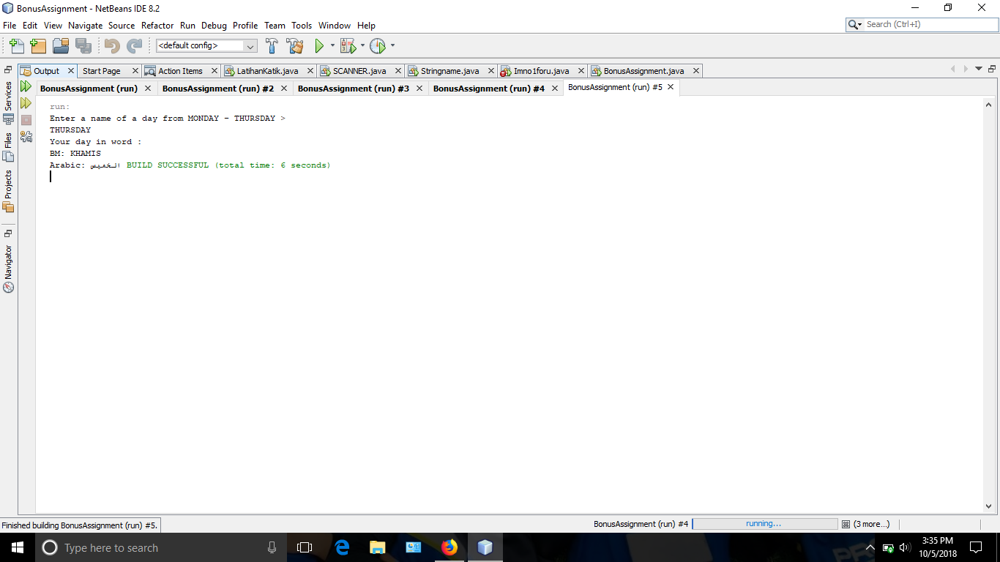 BonusAssignment - NetBeans IDE 8.2
File Edit View Navigate Source Refactor Run Debug Profile Team Tools Window Help
Search (Ctrl+I)
<default config>
Output Start Page Action Items LatihanKatik.java SCANNER.java Stringname.java Imno1foru.java BonusAssignment.java
BonusAssignment (run) BonusAssignment (run) #2 BonusAssignment (run) #3 BonusAssignment (run) #4 BonusAssignment (run) #5
Services
Files
Projects
Navigator
run:
Enter a name of a day from MONDAY - THURSDAY >
THURSDAY
Your day in word :
BM: KHAMIS
Arabic: الخميس BUILD SUCCESSFUL (total time: 6 seconds)
Finished building BonusAssignment (run) #5.
BonusAssignment (run) #4 running... (3 more...)
Type here to search
3:35 PM
10/5/2018